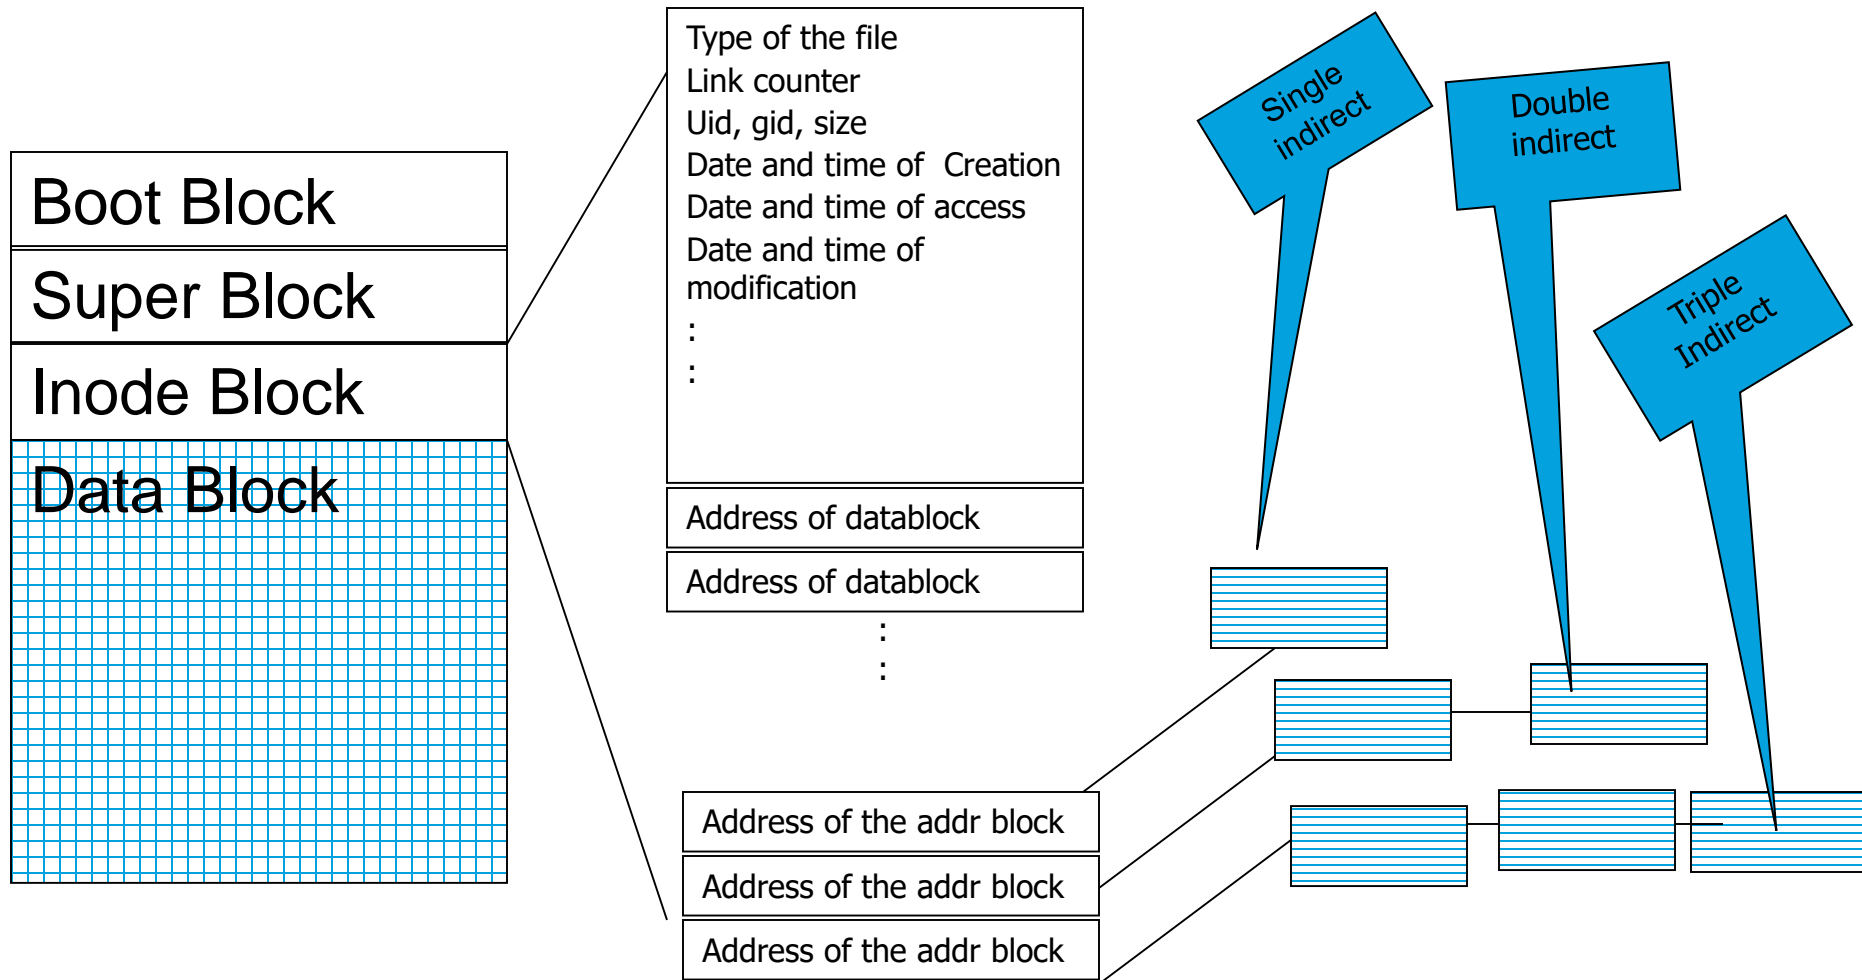 Boot Block
Super Block
Inode Block
Data Block
Type of the file
Link counter
Uid, gid, size
Date and time of  Creation
Date and time of access
Date and time of
modification
:
:
Address of datablock
Address of datablock
:
:
Address of the addr block
Address of the addr block
Address of the addr block
Single
indirect
Double
indirect
Triple
Indirect